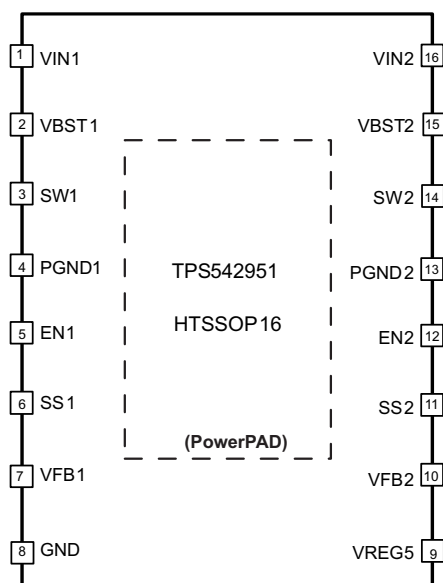 1 VIN1 VIN2 16
2 VBST1 VBST2 15
3 SW1 SW2 14
4 PGND1 TPS542951 PGND2 13
5 EN1 HTSSOP16 EN2 12
6 SS1 SS2 11
(PowerPAD)
7 VFB1 VFB2 10
8 GND VREG5 9